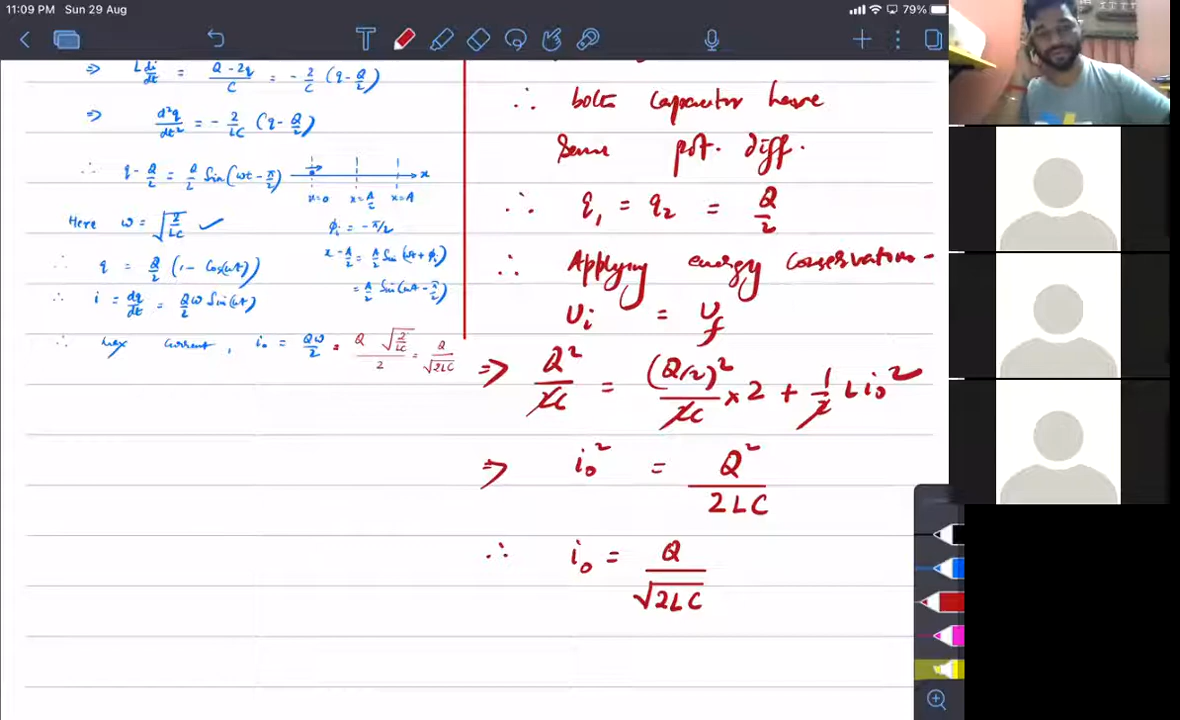 11:09 PM Sun 29 Aug
79%
T
⇒ L di/dt = (Q - 2q)/C = - 2/C (q - Q/2)
⇒ d²q/dt² = - 2/LC (q - Q/2)
∴ q - Q/2 = Q/2 Sin(ωt - π/2)
x
x=0 x=A/2 x=A
Here ω = √(2/LC) ✓
ϕi = -π/2
∴ q = Q/2 (1 - Cos(ωt))
x - A/2 = A/2 Sin(ωt + ϕi)
= A/2 Sin(ωt - π/2)
∴ i = dq/dt = Qω/2 Sin(ωt)
∴ Max current, i₀ = Qω/2 = Q √(2/LC) / 2 = Q/√(2LC)
∴ both capacitor have
Same pot. diff.
∴ q₁ = q₂ = Q/2
∴ Applying energy conservation-
Ui = Uf
⇒ Q²/2C = (Q/2)²/2C × 2 + 1/2 L i₀²
⇒ i₀² = Q²/2LC
∴ i₀ = Q/√(2LC)